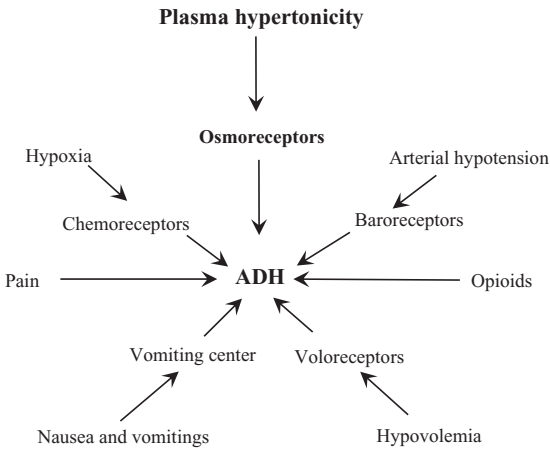 Plasma hypertonicity
Osmoreceptors
Hypoxia
Arterial hypotension
Chemoreceptors
Baroreceptors
Pain
ADH
Opioids
Vomiting center
Voloreceptors
Nausea and vomitings
Hypovolemia